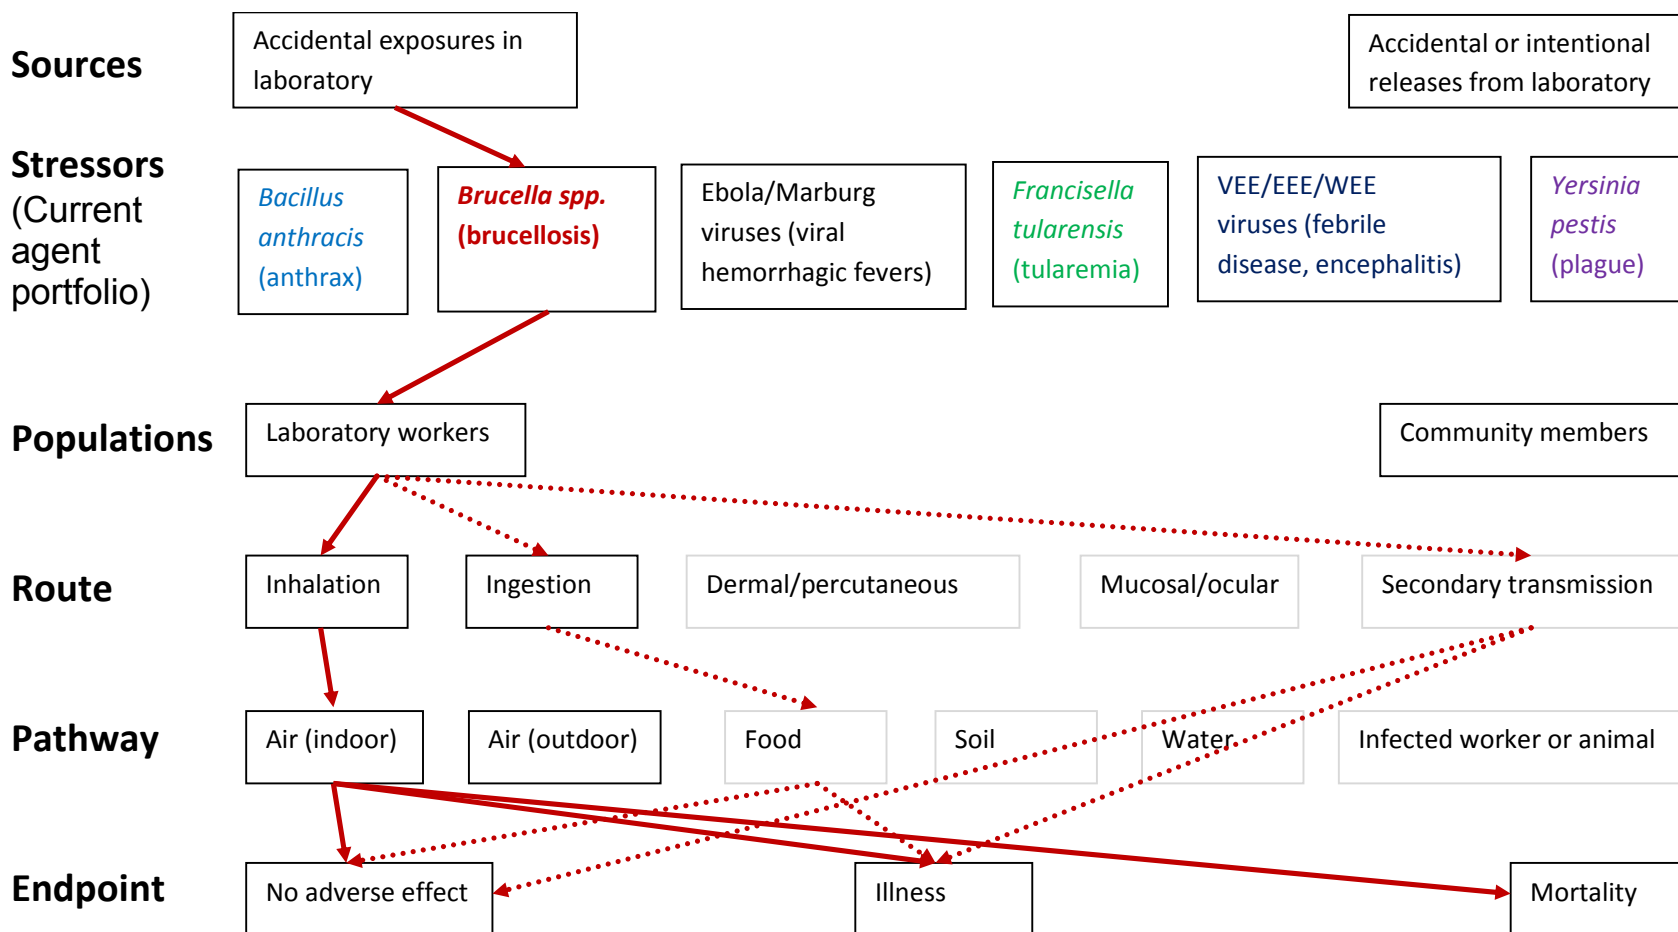 Sources
Accidental exposures in
laboratory
Accidental or intentional
releases from laboratory
Stressors
(Current
agent
portfolio)
Bacillus
anthracis
(anthrax)
Brucella spp.
(brucellosis)
Ebola/Marburg
viruses (viral
hemorrhagic fevers)
Francisella
tularensis
(tularemia)
VEE/EEE/WEE
viruses (febrile
disease, encephalitis)
Yersinia
pestis
(plague)
Populations
Laboratory workers
Community members
Route
Inhalation
Ingestion
Dermal/percutaneous
Mucosal/ocular
Secondary transmission
Pathway
Air (indoor)
Air (outdoor)
Food
Soil
Water
Infected worker or animal
Endpoint
No adverse effect
Illness
Mortality